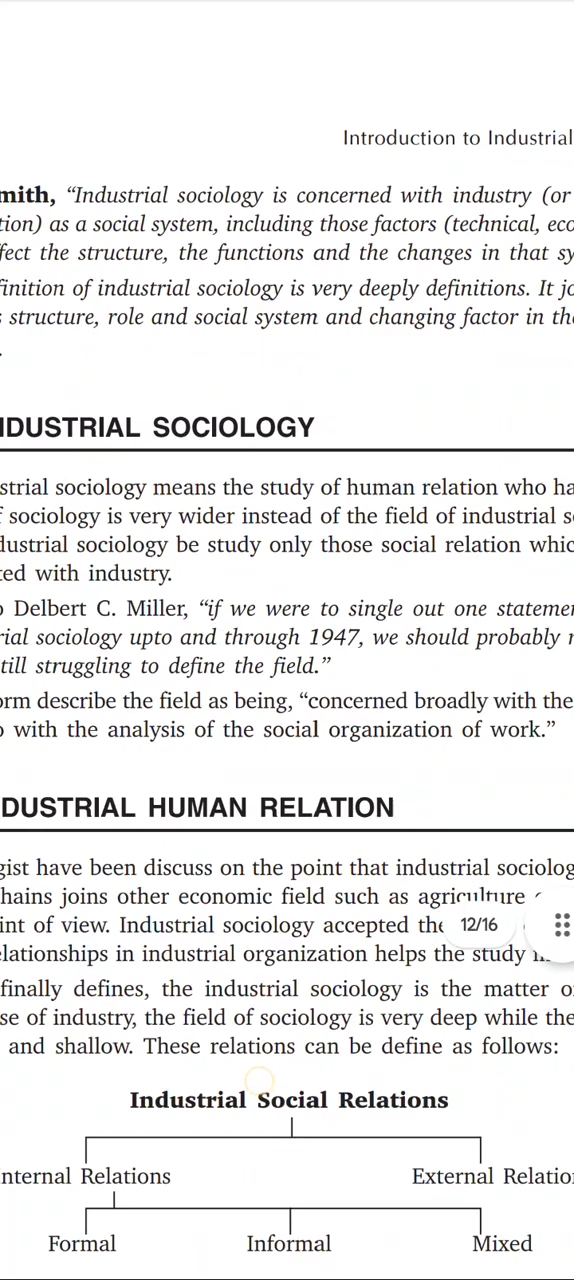 Introduction to Industrial
mith, “Industrial sociology is concerned with industry (or
tion) as a social system, including those factors (technical, eco
ffect the structure, the functions and the changes in that sy
finition of industrial sociology is very deeply definitions. It jo
s structure, role and social system and changing factor in the
.
NDUSTRIAL SOCIOLOGY
strial sociology means the study of human relation who ha
f sociology is very wider instead of the field of industrial s
dustrial sociology be study only those social relation whic
ted with industry.
o Delbert C. Miller, “if we were to single out one statemen
rial sociology upto and through 1947, we should probably
till struggling to define the field.”
orm describe the field as being, “concerned broadly with the
o with the analysis of the social organization of work.”
DUSTRIAL HUMAN RELATION
gist have been discuss on the point that industrial sociolog
hains joins other economic field such as agriculture
int of view. Industrial sociology accepted the
12/16
elationships in industrial organization helps the study
finally defines, the industrial sociology is the matter o
se of industry, the field of sociology is very deep while the
and shallow. These relations can be define as follows:
Industrial Social Relations
nternal Relations External Relation
Formal Informal Mixed